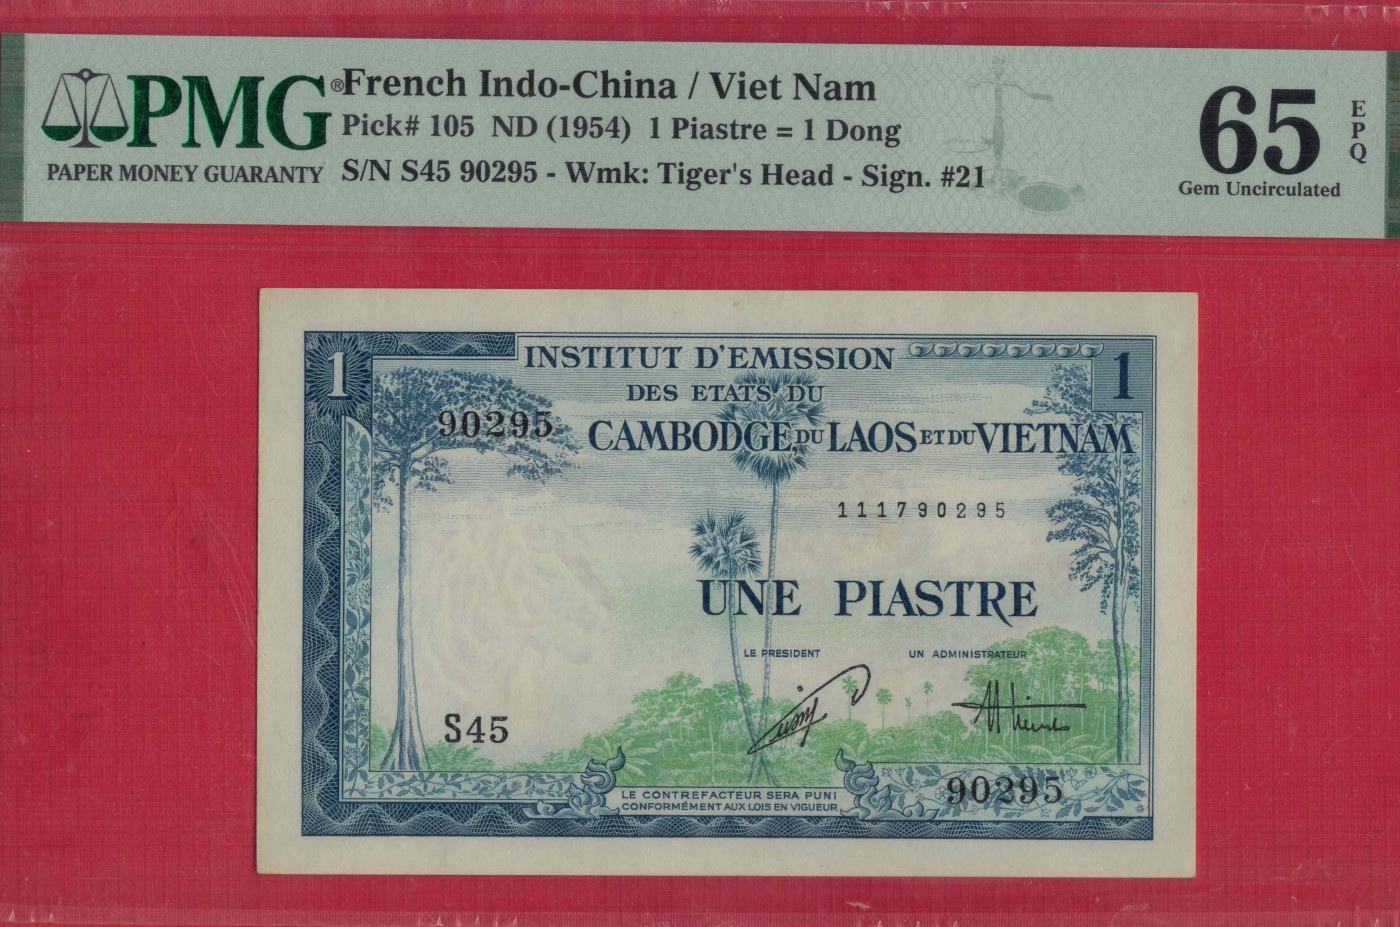 PMG®
PAPER MONEY GUARANTY
French Indo-China / Viet Nam
Pick# 105 ND (1954) 1 Piastre = 1 Dong
S/N S45 90295 - Wmk: Tiger's Head - Sign. #21
65
EPQ
Gem Uncirculated
1
INSTITUT D'EMISSION
1
DES ETATS DU
90295
CAMBODGE, DU LAOS ET DU VIETNAM
111790295
UNE PIASTRE
LE PRESIDENT
UN ADMINISTRATEUR
S45
90295
LE CONTREFACTEUR SERA PUNI
CONFORMÉMENT AUX LOIS EN VIGUEUR